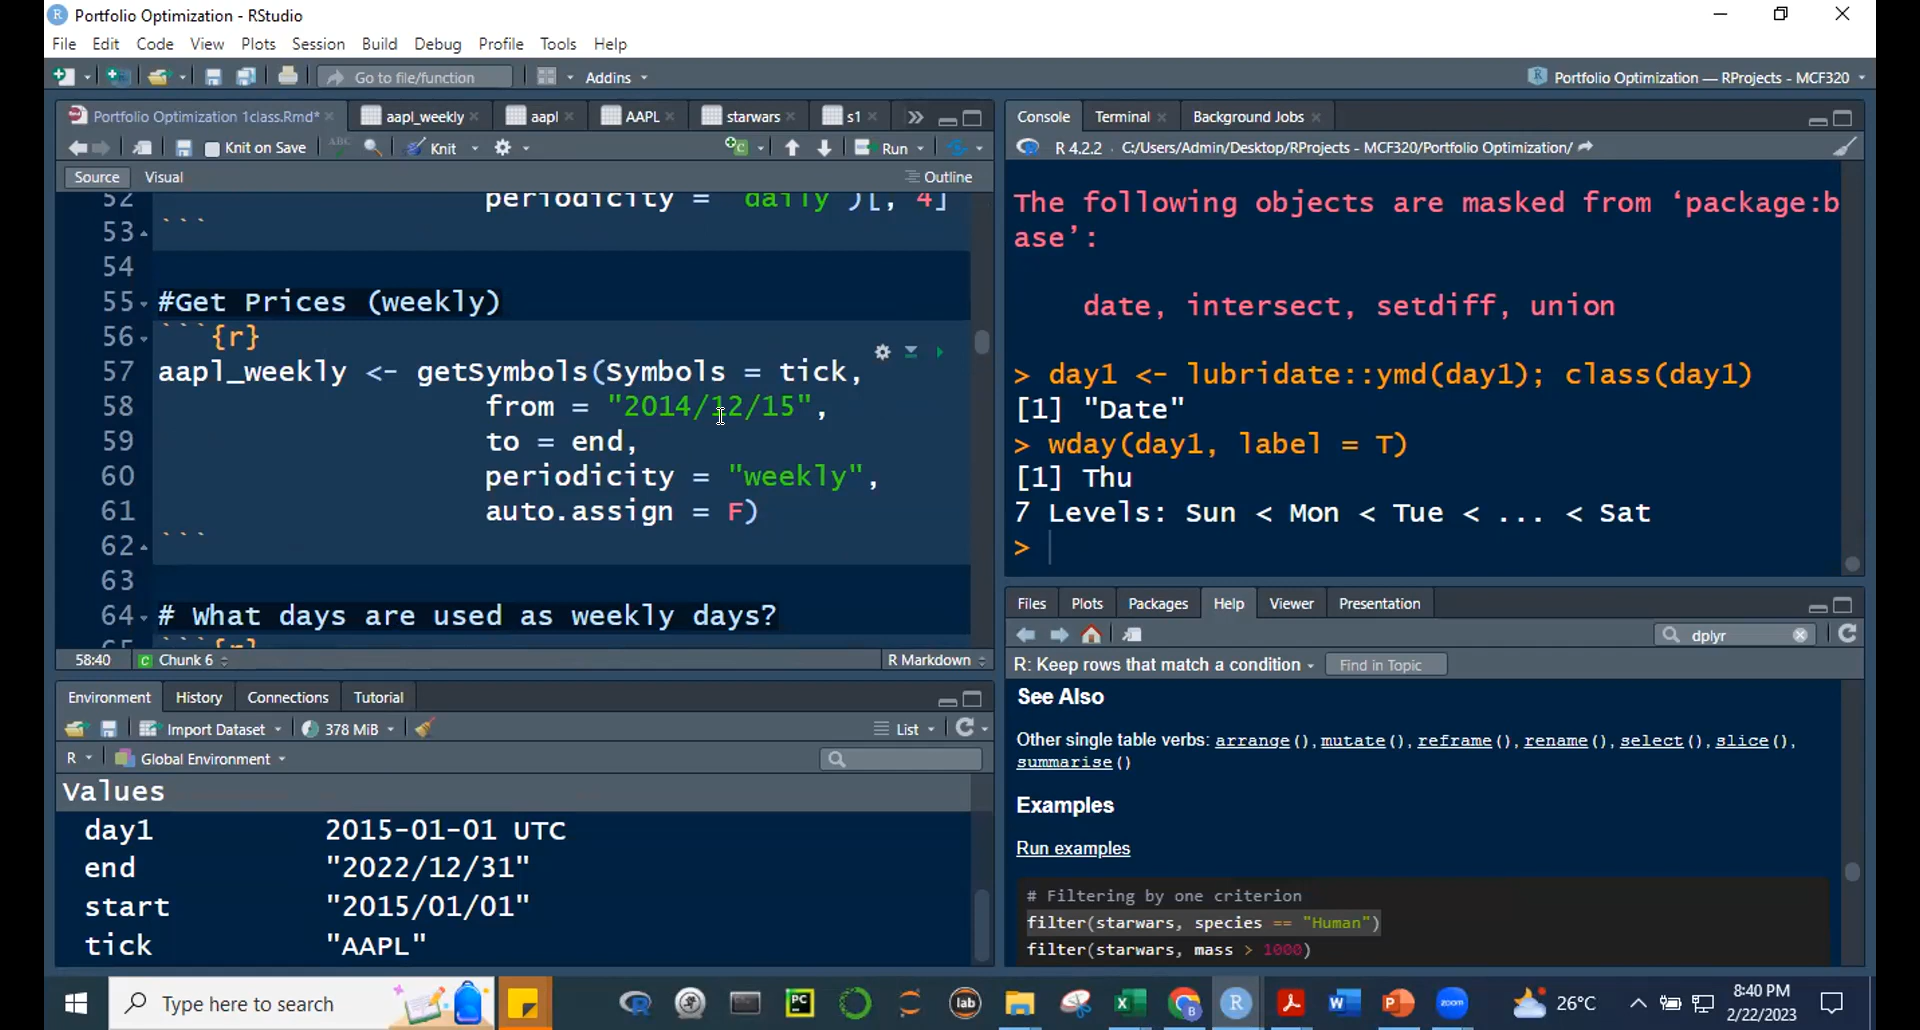 Portfolio Optimization - RStudio
File Edit Code View Plots Session Build Debug Profile Tools Help
Go to file/function Addins Portfolio Optimization — RProjects - MCF320
Portfolio Optimization 1class.Rmd* aapl_weekly aapl AAPL starwars s1
Knit on Save ABC Knit Run
Source Visual Outline
52 periodicity = "daily")[, 4]
53 ```
54
55 #Get Prices (weekly)
56 ```{r}
57 aapl_weekly <- getSymbols(Symbols = tick,
58 from = "2014/12/15",
59 to = end,
60 periodicity = "weekly",
61 auto.assign = F)
62 ```
63
64 # What days are used as weekly days?
65 ```{r}
58:40 Chunk 6 R Markdown
Environment History Connections Tutorial
Import Dataset 378 MiB List
R Global Environment
Values
day1 2015-01-01 UTC
end "2022/12/31"
start "2015/01/01"
tick "AAPL"
Console Terminal Background Jobs
R 4.2.2 · C:/Users/Admin/Desktop/RProjects - MCF320/Portfolio Optimization/
The following objects are masked from ‘package:b
ase’:
date, intersect, setdiff, union
> day1 <- lubridate::ymd(day1); class(day1)
[1] "Date"
> wday(day1, label = T)
[1] Thu
7 Levels: Sun < Mon < Tue < ... < Sat
>
Files Plots Packages Help Viewer Presentation
dplyr
R: Keep rows that match a condition Find in Topic
See Also
Other single table verbs: arrange(), mutate(), reframe(), rename(), select(), slice(),
summarise()
Examples
Run examples
# Filtering by one criterion
filter(starwars, species == "Human")
filter(starwars, mass > 1000)
Type here to search PC lab zoom 26°C 8:40 PM
2/22/2023